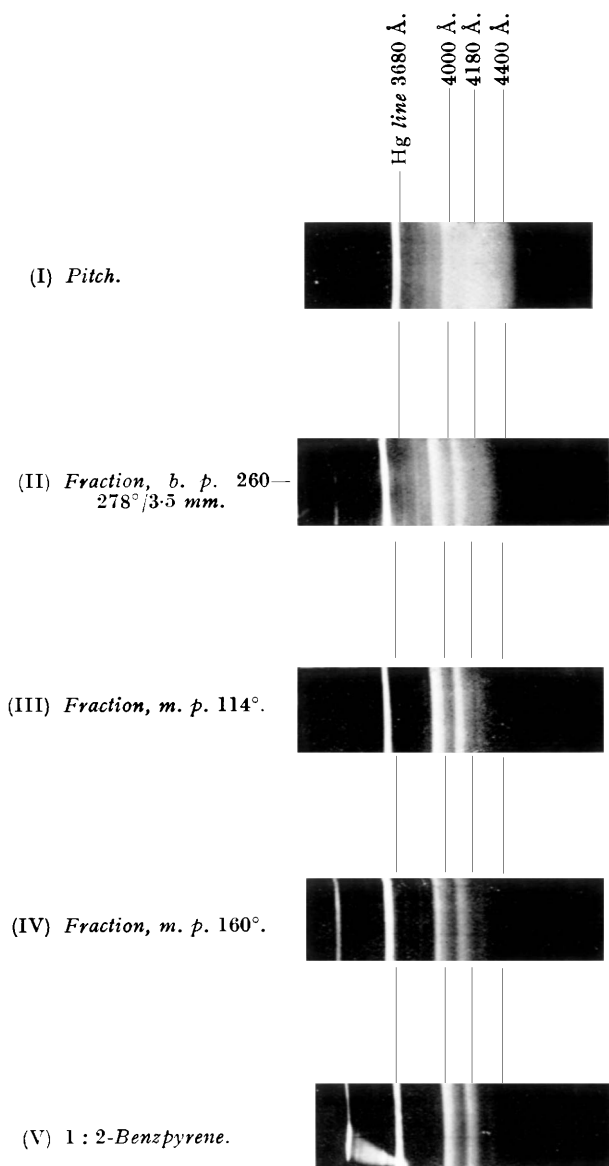 Hg line 3680 Å.
4000 Å.
4180 Å.
4400 Å.
(I) Pitch.
(II) Fraction, b. p. 260—
278°/3·5 mm.
(III) Fraction, m. p. 114°.
(IV) Fraction, m. p. 160°.
(V) 1 : 2-Benzpyrene.